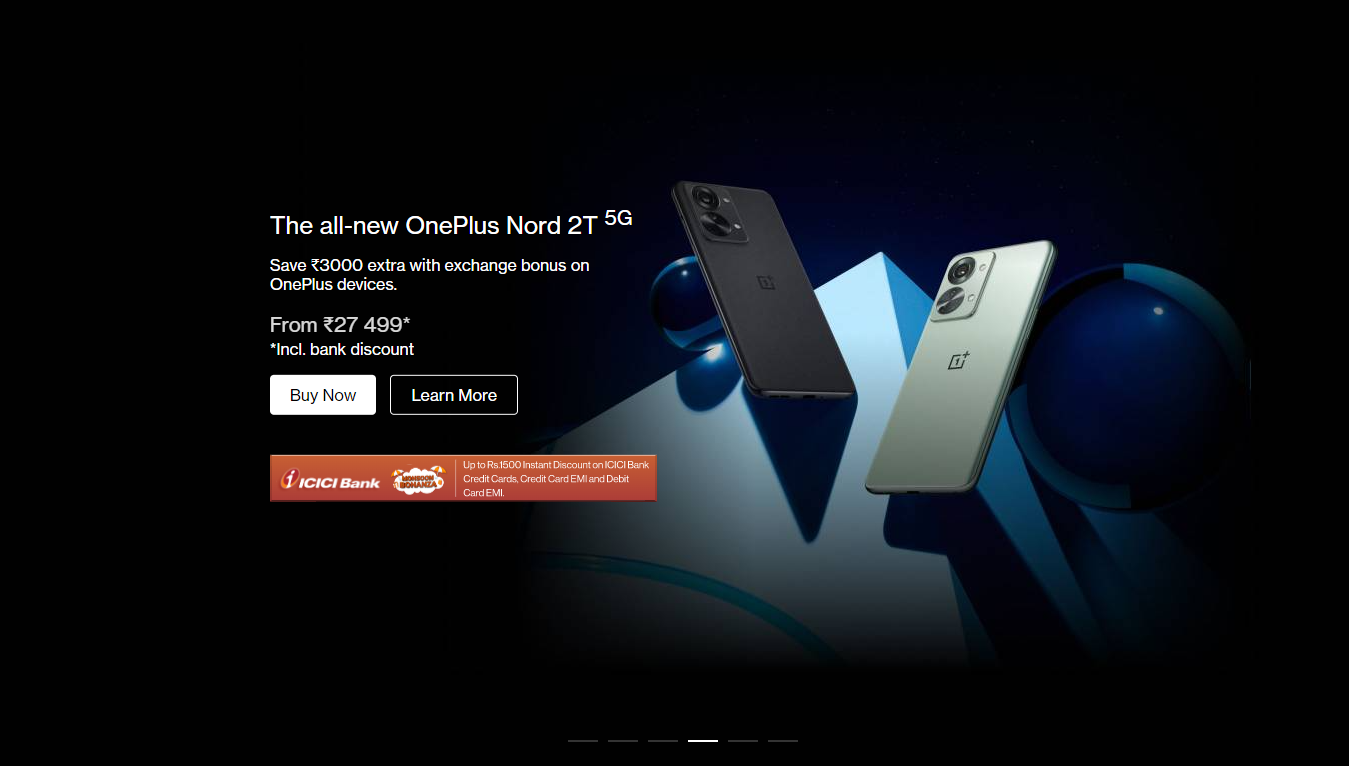 The all-new OnePlus Nord 2T 5G
Save ₹3000 extra with exchange bonus on
OnePlus devices.
From ₹27 499*
*Incl. bank discount
Buy Now
Learn More
ICICI Bank
MONSOON
BONANZA
Up to Rs.1500 Instant Discount on ICICI Bank
Credit Cards, Credit Card EMI and Debit
Card EMI.